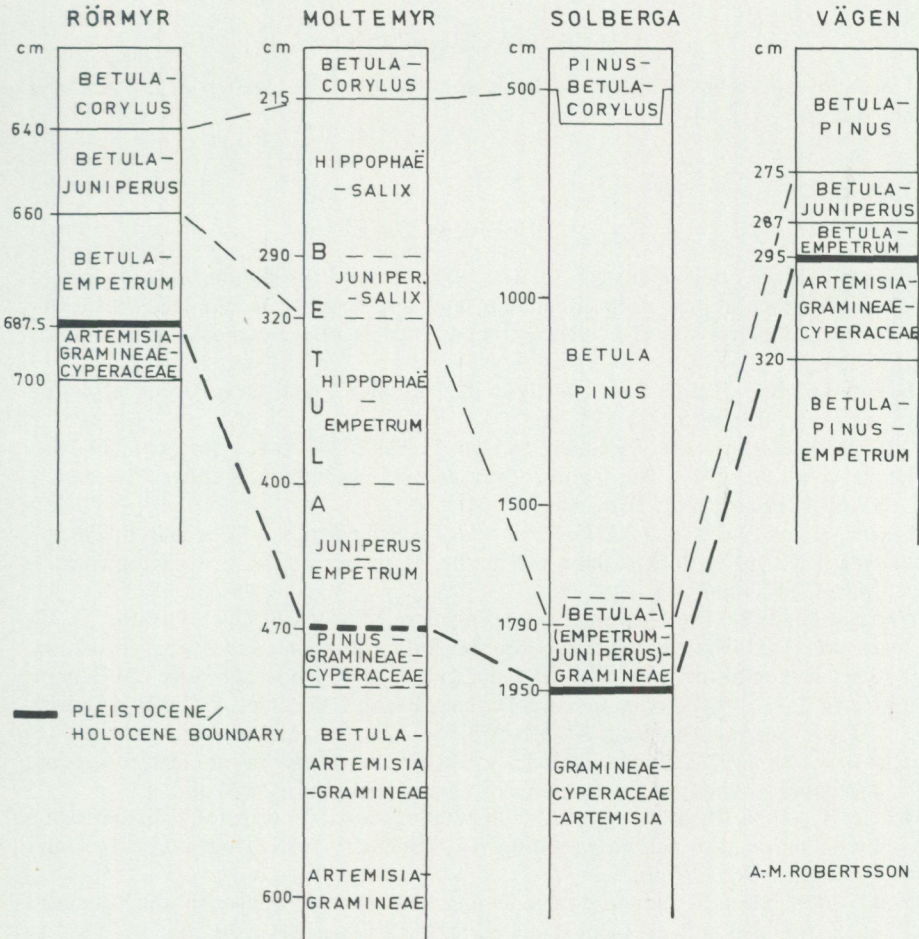 RÖRMYR
cm
BETULA–
CORYLUS
640
BETULA–
JUNIPERUS
660
BETULA–
EMPETRUM
687.5
ARTEMISIA-
GRAMINEAE-
CYPERACEAE
700
MOLTEMYR
cm
BETULA-
CORYLUS
215
HIPPOPHAË
–SALIX
290
JUNIPER.
-SALIX
320
HIPPOPHAË
–
EMPETRUM
400
JUNIPERUS
–
EMPETRUM
470
PINUS –
GRAMINEAE-
CYPERACEAE
BETULA-
ARTEMISIA
-GRAMINEAE
ARTEMISIA-
600
GRAMINEAE
BETULA
SOLBERGA
cm
PINUS–
500
BETULA–
CORYLUS
1000
BETULA
PINUS
1500
BETULA–
1790
(EMPETRUM-
JUNIPERUS)-
GRAMINEAE
1950
GRAMINEAE-
CYPERACEAE
-ARTEMISIA
VÄGEN
cm
BETULA-
PINUS
275
BETULA-
JUNIPERUS
287
BETULA-
EMPETRUM
295
ARTEMISIA-
GRAMINEAE-
CYPERACEAE
320
BETULA-
PINUS –
EMPETRUM
PLEISTOCENE/
HOLOCENE BOUNDARY
A.-M. ROBERTSSON